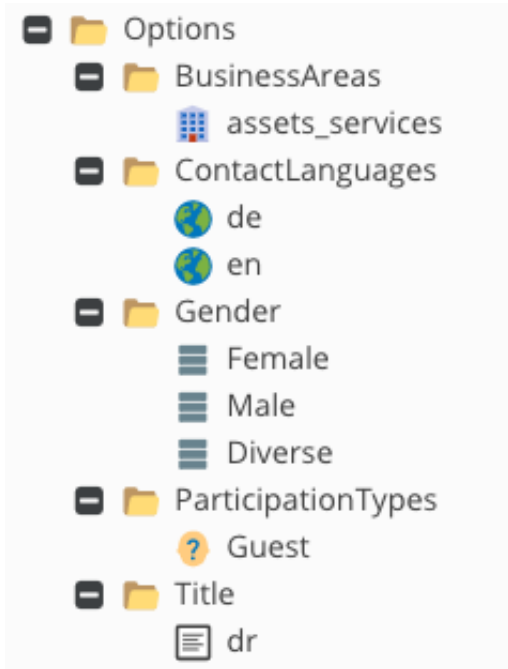 Options
BusinessAreas
assets_services
ContactLanguages
de
en
Gender
Female
Male
Diverse
ParticipationTypes
? Guest
Title
dr